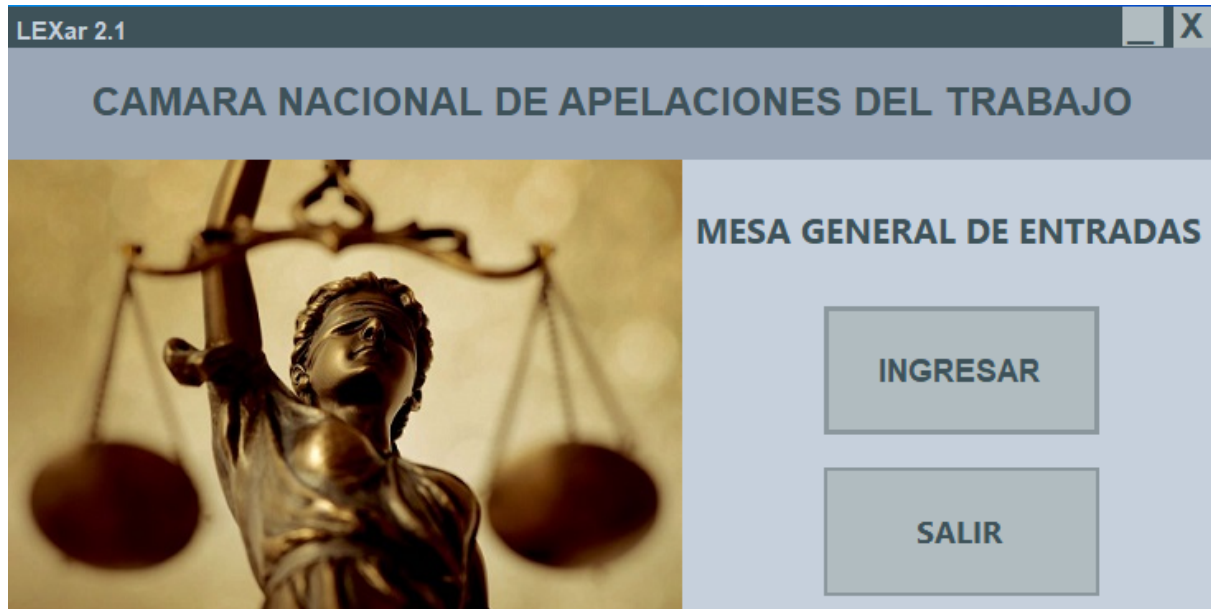 LEXar 2.1
_ X
CAMARA NACIONAL DE APELACIONES DEL TRABAJO
MESA GENERAL DE ENTRADAS
INGRESAR
SALIR